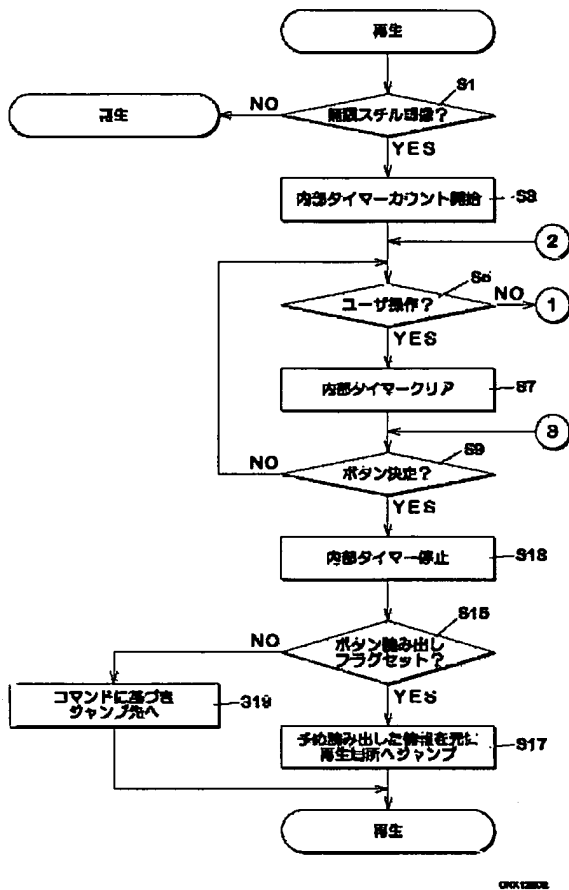 再生
S1
無限スチル画像?
NO
再生
YES
内部タイマーカウント開始
S3
2
S5
ユーザ操作?
NO
1
YES
内部タイマークリア
S7
3
S9
ボタン決定?
NO
YES
内部タイマー停止
S13
S15
ボタン読み出し
フラグセット?
NO
YES
コマンドに基づき
ジャンプ先へ
S19
予め読み出した情報を元に
再生場所へジャンプ
S17
再生